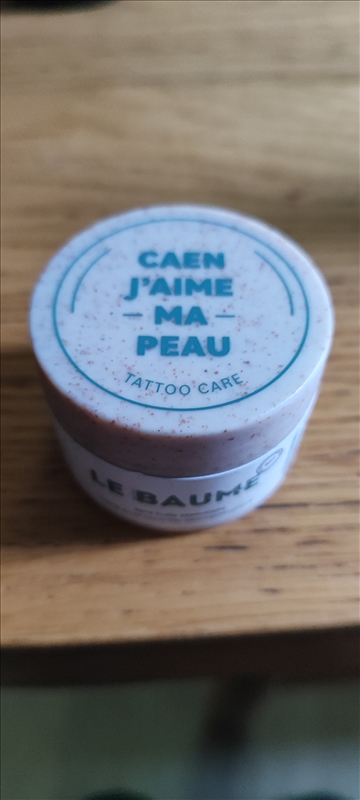 CAEN
J'AIME
– MA –
PEAU
TATTOO CARE
LE BAUME